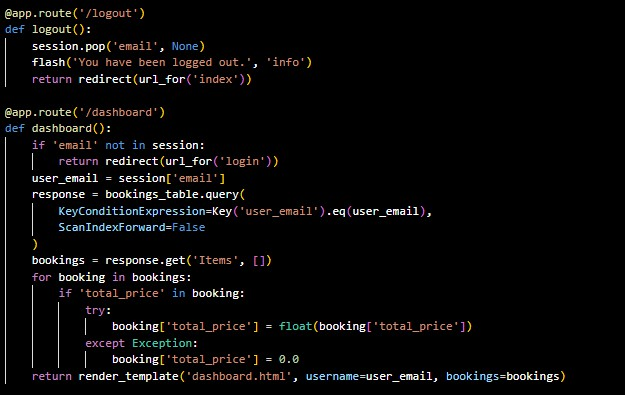 @app.route('/logout')
def logout():
    session.pop('email', None)
    flash('You have been logged out.', 'info')
    return redirect(url_for('index'))

@app.route('/dashboard')
def dashboard():
    if 'email' not in session:
        return redirect(url_for('login'))
    user_email = session['email']
    response = bookings_table.query(
        KeyConditionExpression=Key('user_email').eq(user_email),
        ScanIndexForward=False
    )
    bookings = response.get('Items', [])
    for booking in bookings:
        if 'total_price' in booking:
            try:
                booking['total_price'] = float(booking['total_price'])
            except Exception:
                booking['total_price'] = 0.0
    return render_template('dashboard.html', username=user_email, bookings=bookings)